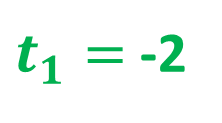 t₁ = -2